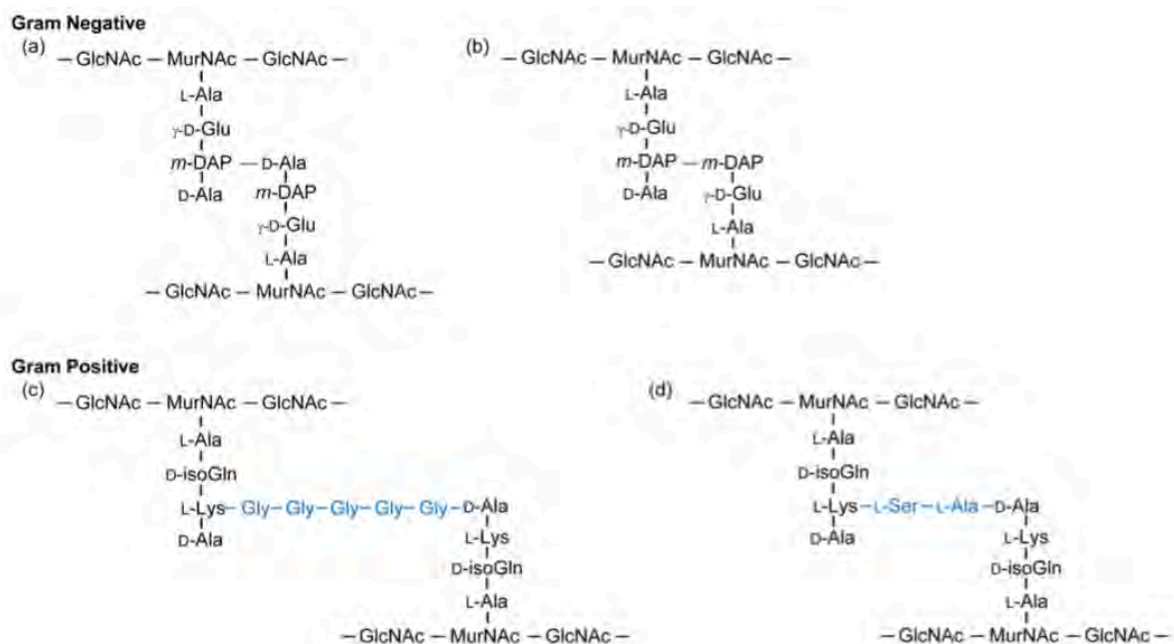 Gram Negative
(a)
– GlcNAc – MurNAc – GlcNAc –
L-Ala
γ-D-Glu
m-DAP – D-Ala
D-Ala
m-DAP
γ-D-Glu
L-Ala
– GlcNAc – MurNAc – GlcNAc –
(b)
– GlcNAc – MurNAc – GlcNAc –
L-Ala
γ-D-Glu
m-DAP – m-DAP
D-Ala
γ-D-Glu
L-Ala
– GlcNAc – MurNAc – GlcNAc –
Gram Positive
(c)
– GlcNAc – MurNAc – GlcNAc –
L-Ala
D-isoGln
L-Lys – Gly – Gly – Gly – Gly – Gly – D-Ala
D-Ala
L-Lys
D-isoGln
L-Ala
– GlcNAc – MurNAc – GlcNAc –
(d)
– GlcNAc – MurNAc – GlcNAc –
L-Ala
D-isoGln
L-Lys – L-Ser – L-Ala – D-Ala
D-Ala
L-Lys
D-isoGln
L-Ala
– GlcNAc – MurNAc – GlcNAc –